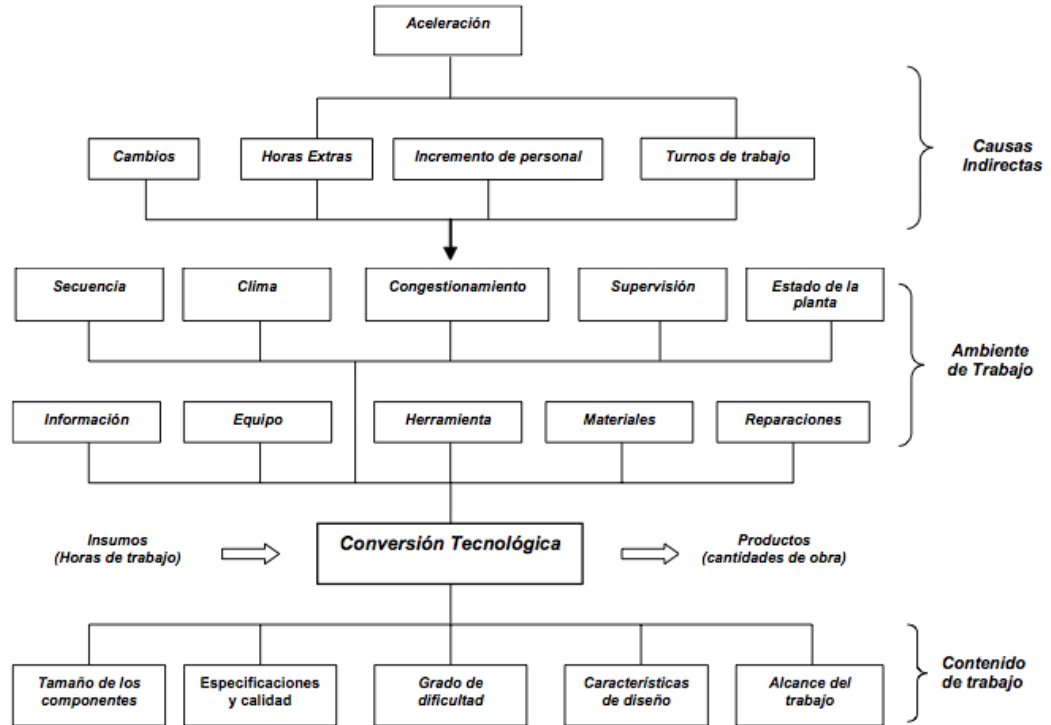 Aceleración
Cambios
Horas Extras
Incremento de personal
Turnos de trabajo
Causas
Indirectas
Secuencia
Clima
Congestionamiento
Supervisión
Estado de la
planta
Ambiente
de Trabajo
Información
Equipo
Herramienta
Materiales
Reparaciones
Insumos
(Horas de trabajo)
Conversión Tecnológica
Productos
(cantidades de obra)
Tamaño de los
componentes
Especificaciones
y calidad
Grado de
dificultad
Características
de diseño
Alcance del
trabajo
Contenido
de trabajo